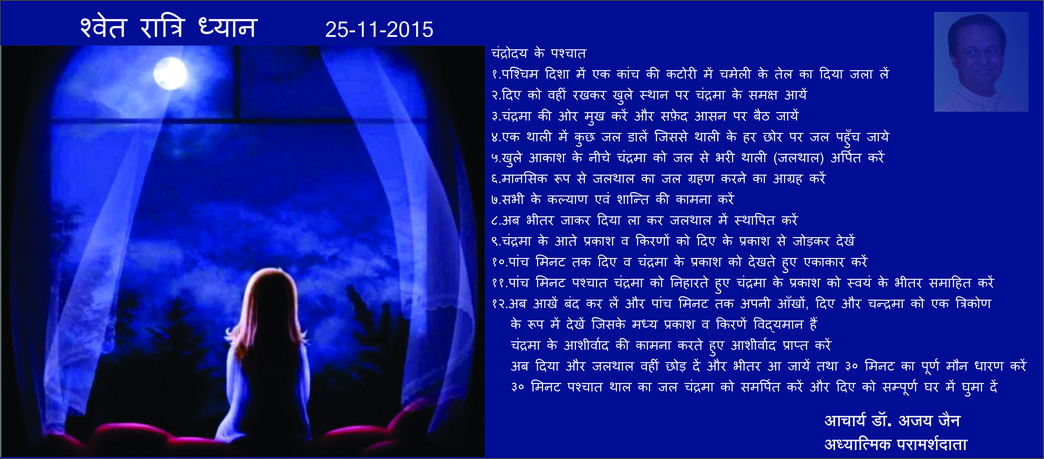 श्वेत रात्रि ध्यान 25-11-2015
चंद्रोदय के पश्चात
१.पश्चिम दिशा में एक कांच की कटोरी में चमेली के तेल का दिया जला लें
२.दिए को वहीं रखकर खुले स्थान पर चंद्रमा के समक्ष आयें
३.चंद्रमा की ओर मुख करें और सफ़ेद आसन पर बैठ जायें
४.एक थाली में कुछ जल डालें जिससे थाली के हर छोर पर जल पहुँच जाये
५.खुले आकाश के नीचे चंद्रमा को जल से भरी थाली (जलथाल) अर्पित करें
६.मानसिक रूप से जलथाल का जल ग्रहण करने का आग्रह करें
७.सभी के कल्याण एवं शान्ति की कामना करें
८.अब भीतर जाकर दिया ला कर जलथाल में स्थापित करें
९.चंद्रमा के आते प्रकाश व किरणों को दिए के प्रकाश से जोड़कर देखें
१०.पांच मिनट तक दिए व चंद्रमा के प्रकाश को देखते हुए एकाकार करें
११.पांच मिनट पश्चात चंद्रमा को निहारते हुए चंद्रमा के प्रकाश को स्वयं के भीतर समाहित करें
१२.अब आखें बंद कर लें और पांच मिनट तक अपनी आँखों, दिए और चन्द्रमा को एक त्रिकोण
के रूप में देखें जिसके मध्य प्रकाश व किरणें विद्यमान हैं
चंद्रमा के आशीर्वाद की कामना करते हुए आशीर्वाद प्राप्त करें
अब दिया और जलथाल वहीं छोड़ दें और भीतर आ जायें तथा ३० मिनट का पूर्ण मौन धारण करें
३० मिनट पश्चात थाल का जल चंद्रमा को समर्पित करें और दिए को सम्पूर्ण घर में घुमा दें
आचार्य डॉ. अजय जैन
अध्यात्मिक परामर्शदाता